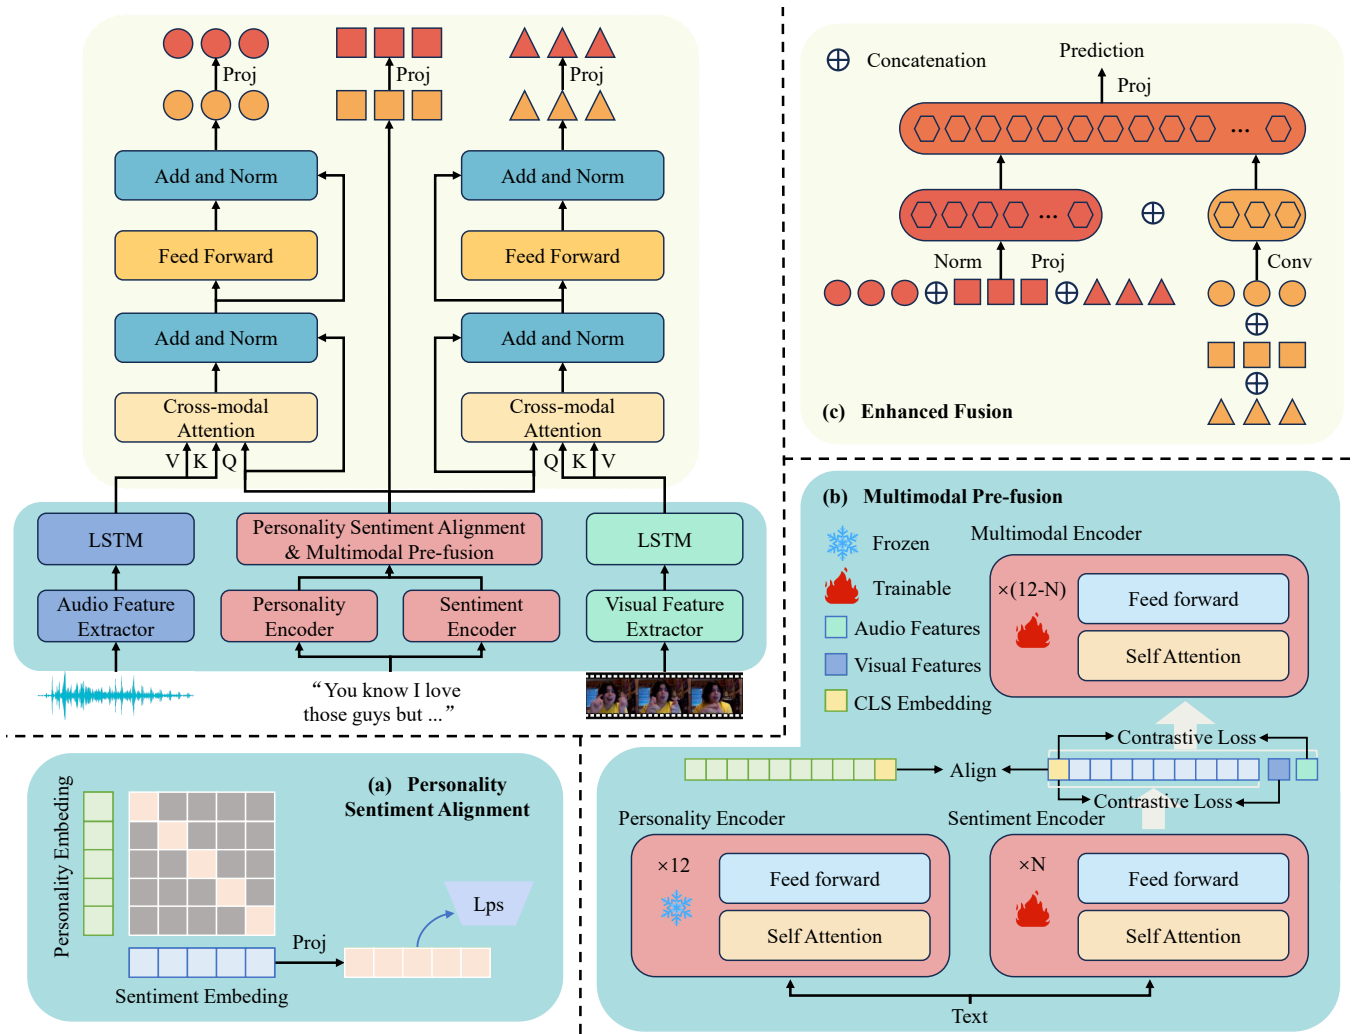 Proj
Proj
Proj
Add and Norm
Add and Norm
Feed Forward
Feed Forward
Add and Norm
Add and Norm
Cross-modal
Attention
Cross-modal
Attention
V K Q
Q K V
LSTM
Personality Sentiment Alignment
& Multimodal Pre-fusion
LSTM
Audio Feature
Extractor
Personality
Encoder
Sentiment
Encoder
Visual Feature
Extractor
“You know I love
those guys but ...”
Concatenation
Prediction
Proj
...
...
Norm
Proj
Conv
(c) Enhanced Fusion
(b) Multimodal Pre-fusion
Frozen
Trainable
Audio Features
Visual Features
CLS Embedding
Multimodal Encoder
×(12-N)
Feed forward
Self Attention
Contrastive Loss
Align
Contrastive Loss
Personality Encoder
×12
Feed forward
Self Attention
Sentiment Encoder
×N
Feed forward
Self Attention
Text
(a) Personality
Sentiment Alignment
Personality Embeding
Sentiment Embeding
Proj
Lps